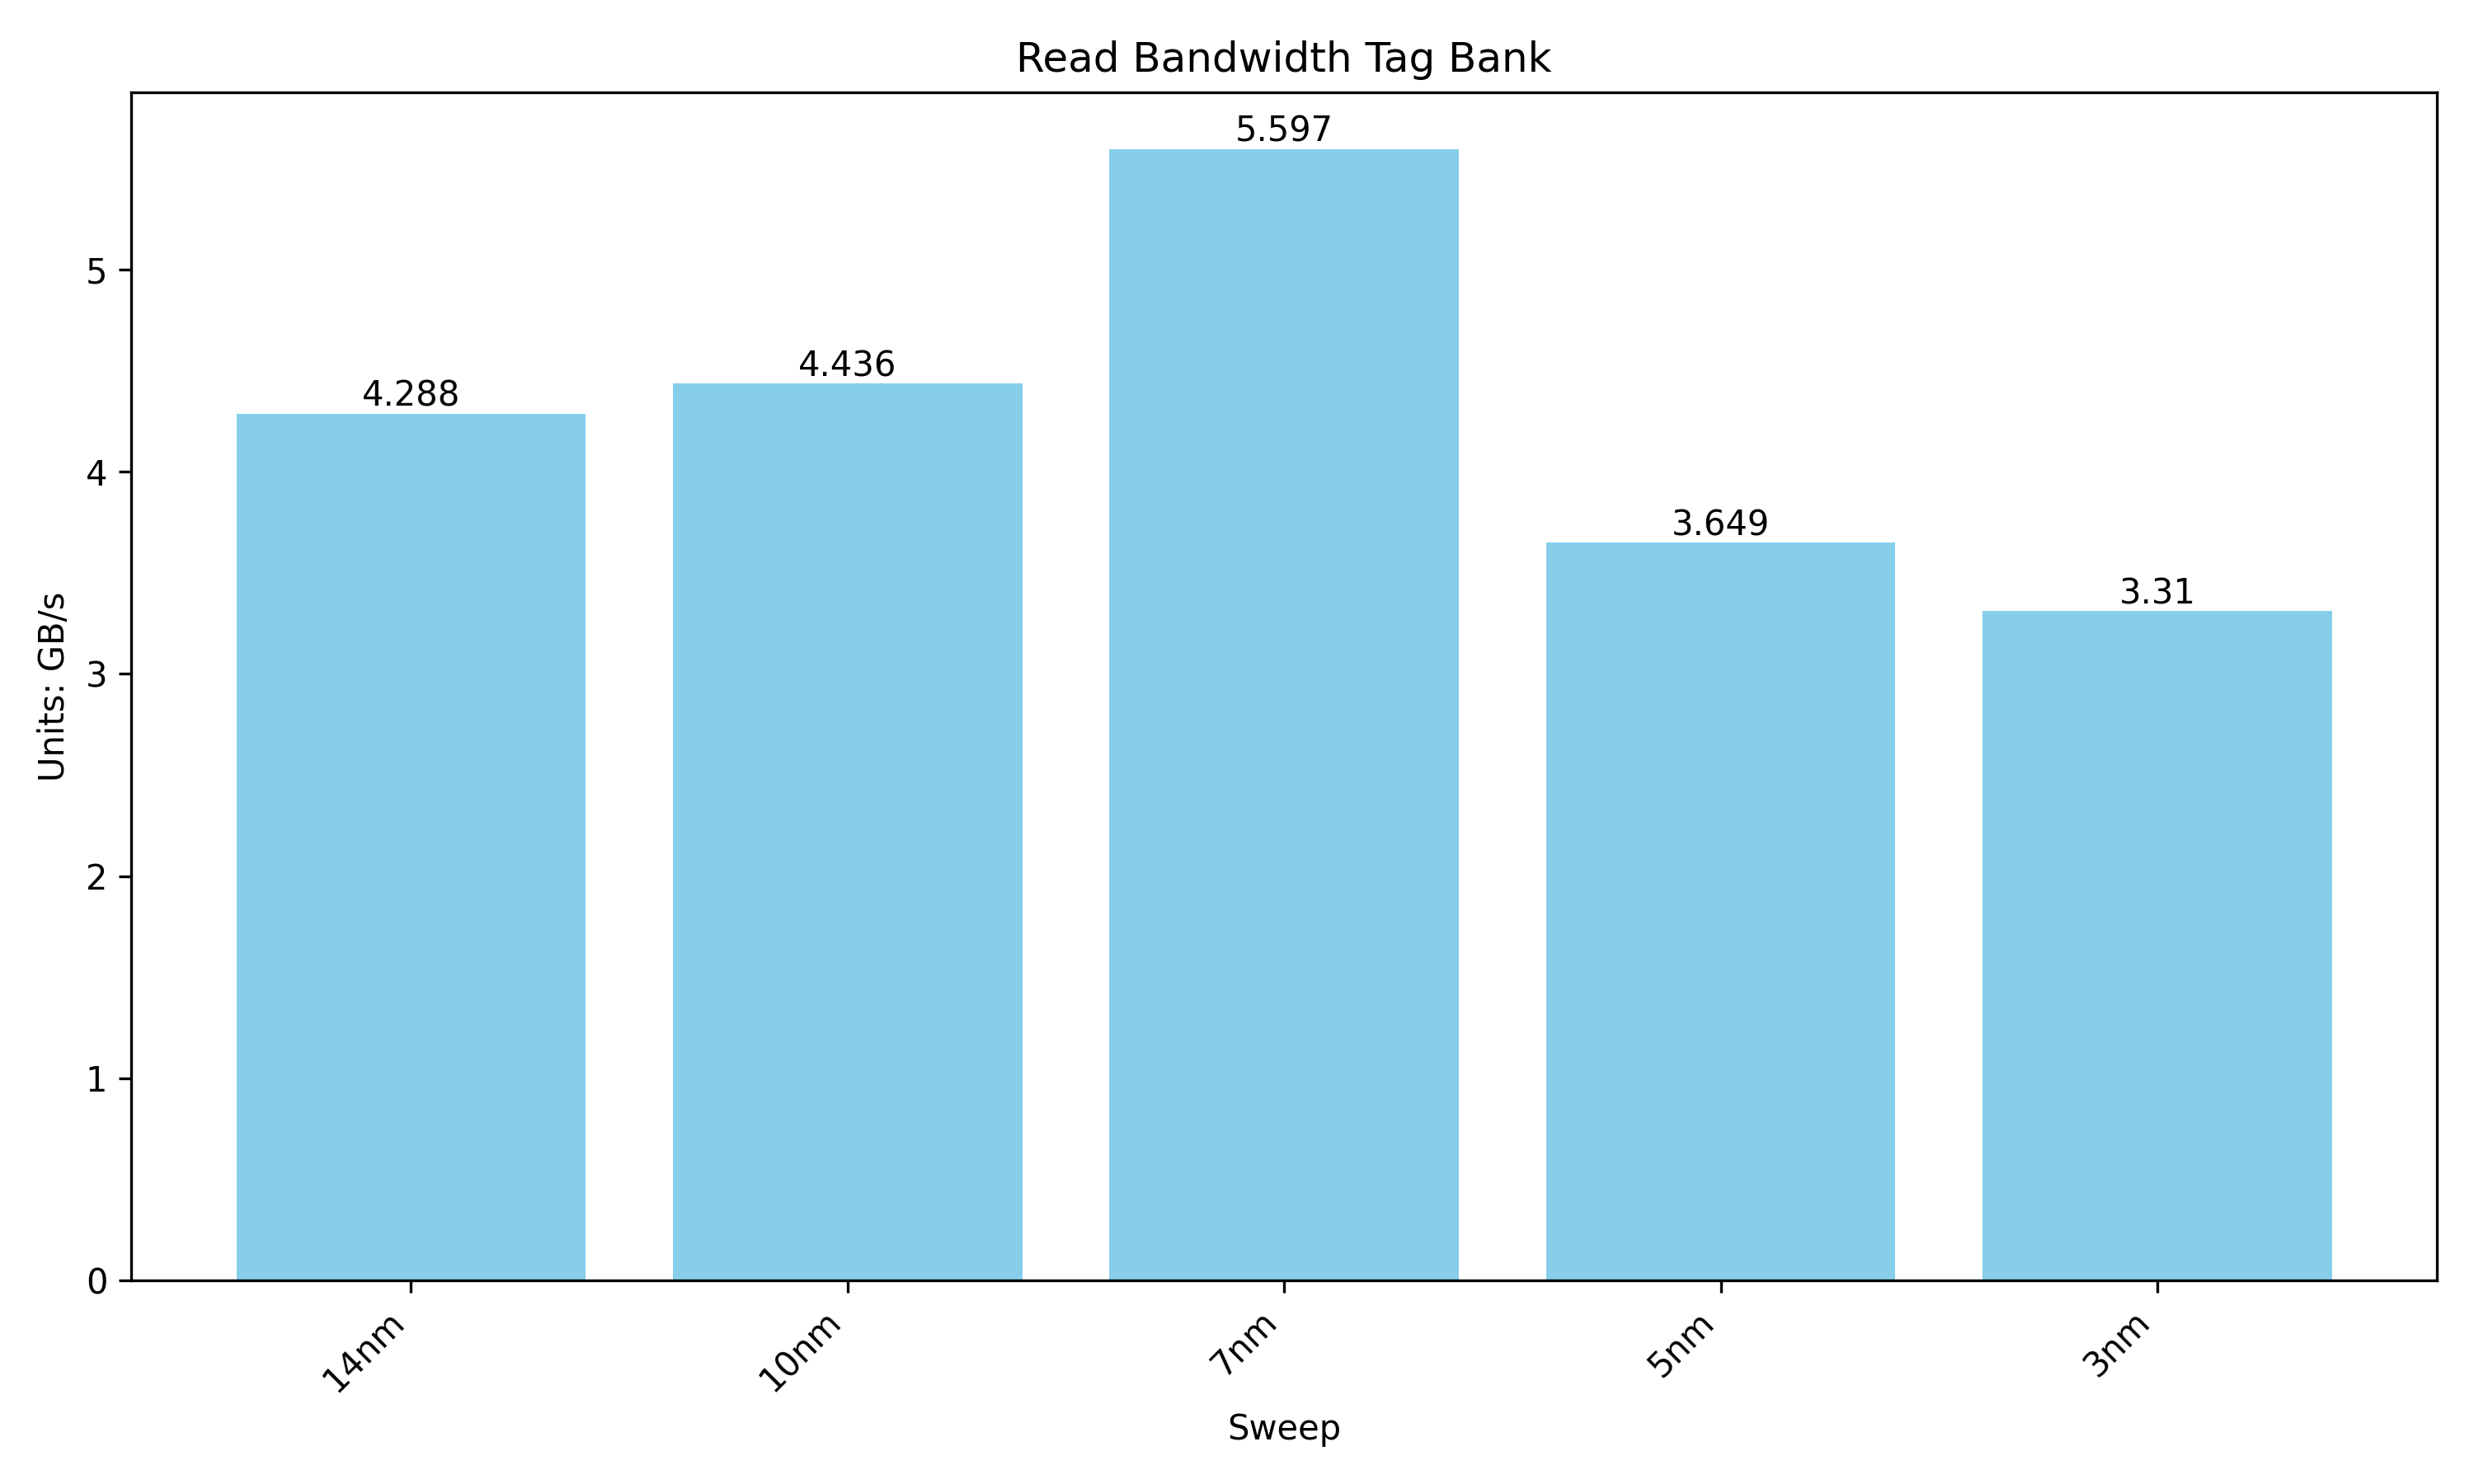 Read Bandwidth Tag Bank
5.597
4.436
4.288
3.649
3.31
Units: GB/s
5
4
3
2
1
0
14nm
10nm
7nm
5nm
3nm
Sweep